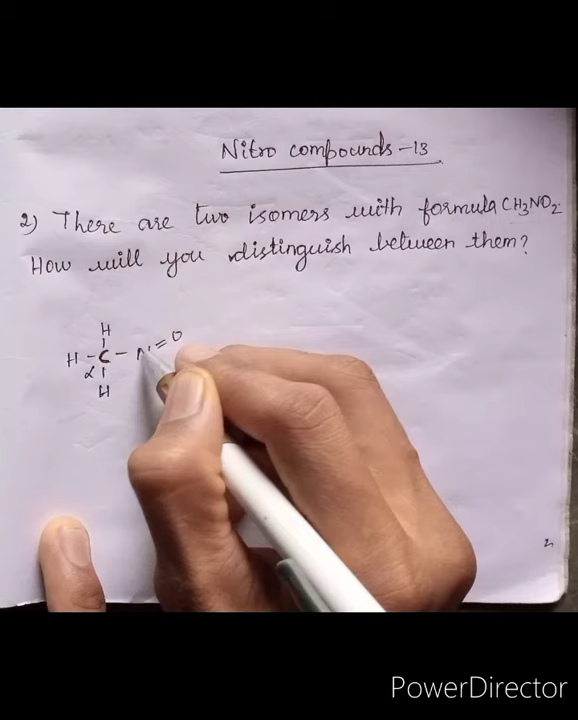 Nitro compounds -13
2) There are two isomers with formula CH₃NO₂
How will you distinguish between them?
H
H - C - N = O
α
H
PowerDirector